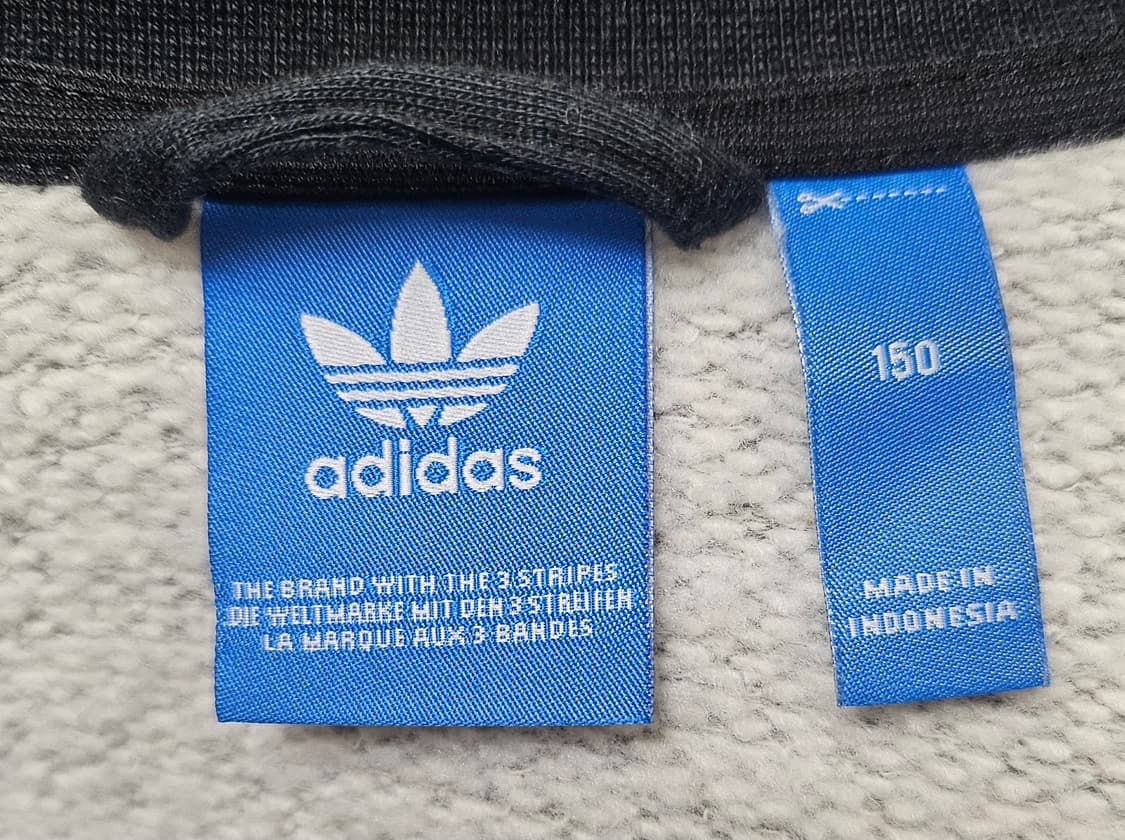 adidas
THE BRAND WITH THE 3 STRIPES
DIE WELTMARKE MIT DEN 3 STREIFEN
LA MARQUE AUX 3 BANDES
150
MADE IN
INDONESIA